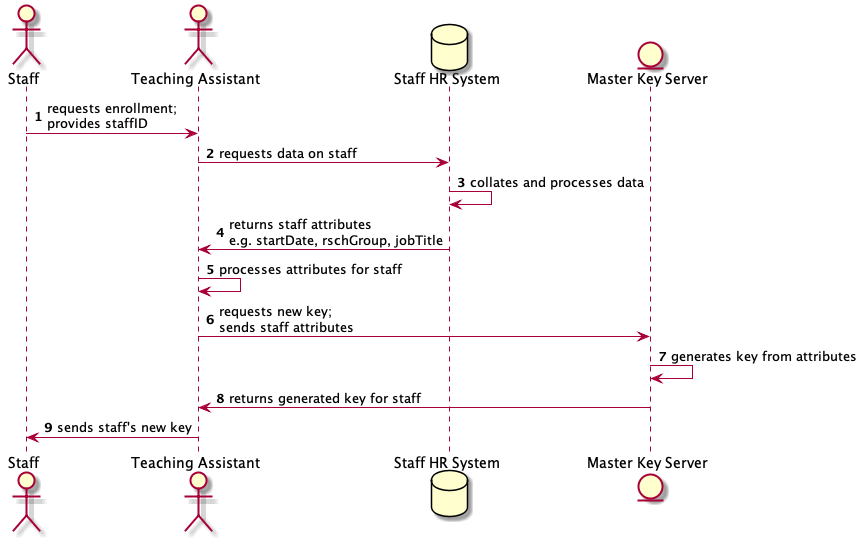 Staff
Teaching Assistant
Staff HR System
Master Key Server
1 requests enrollment;
provides staffID
2 requests data on staff
3 collates and processes data
4 returns staff attributes
e.g. startDate, rschGroup, jobTitle
5 processes attributes for staff
6 requests new key;
sends staff attributes
7 generates key from attributes
8 returns generated key for staff
9 sends staff's new key
Staff
Teaching Assistant
Staff HR System
Master Key Server